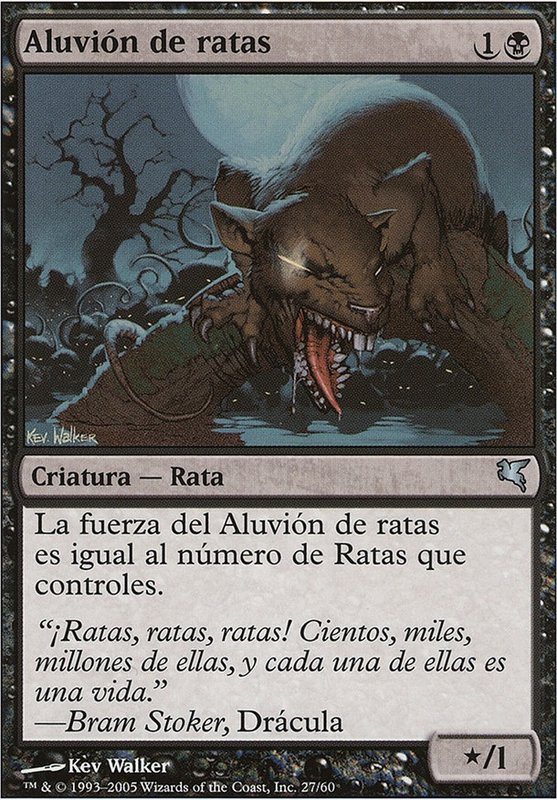 Aluvión de ratas 1
KEV. WALKER
Criatura — Rata
La fuerza del Aluvión de ratas
es igual al número de Ratas que
controles.
“¡Ratas, ratas, ratas! Cientos, miles,
millones de ellas, y cada una de ellas es
una vida.”
—Bram Stoker, Drácula
★/1
Kev Walker
™ & © 1993–2005 Wizards of the Coast, Inc. 27/60